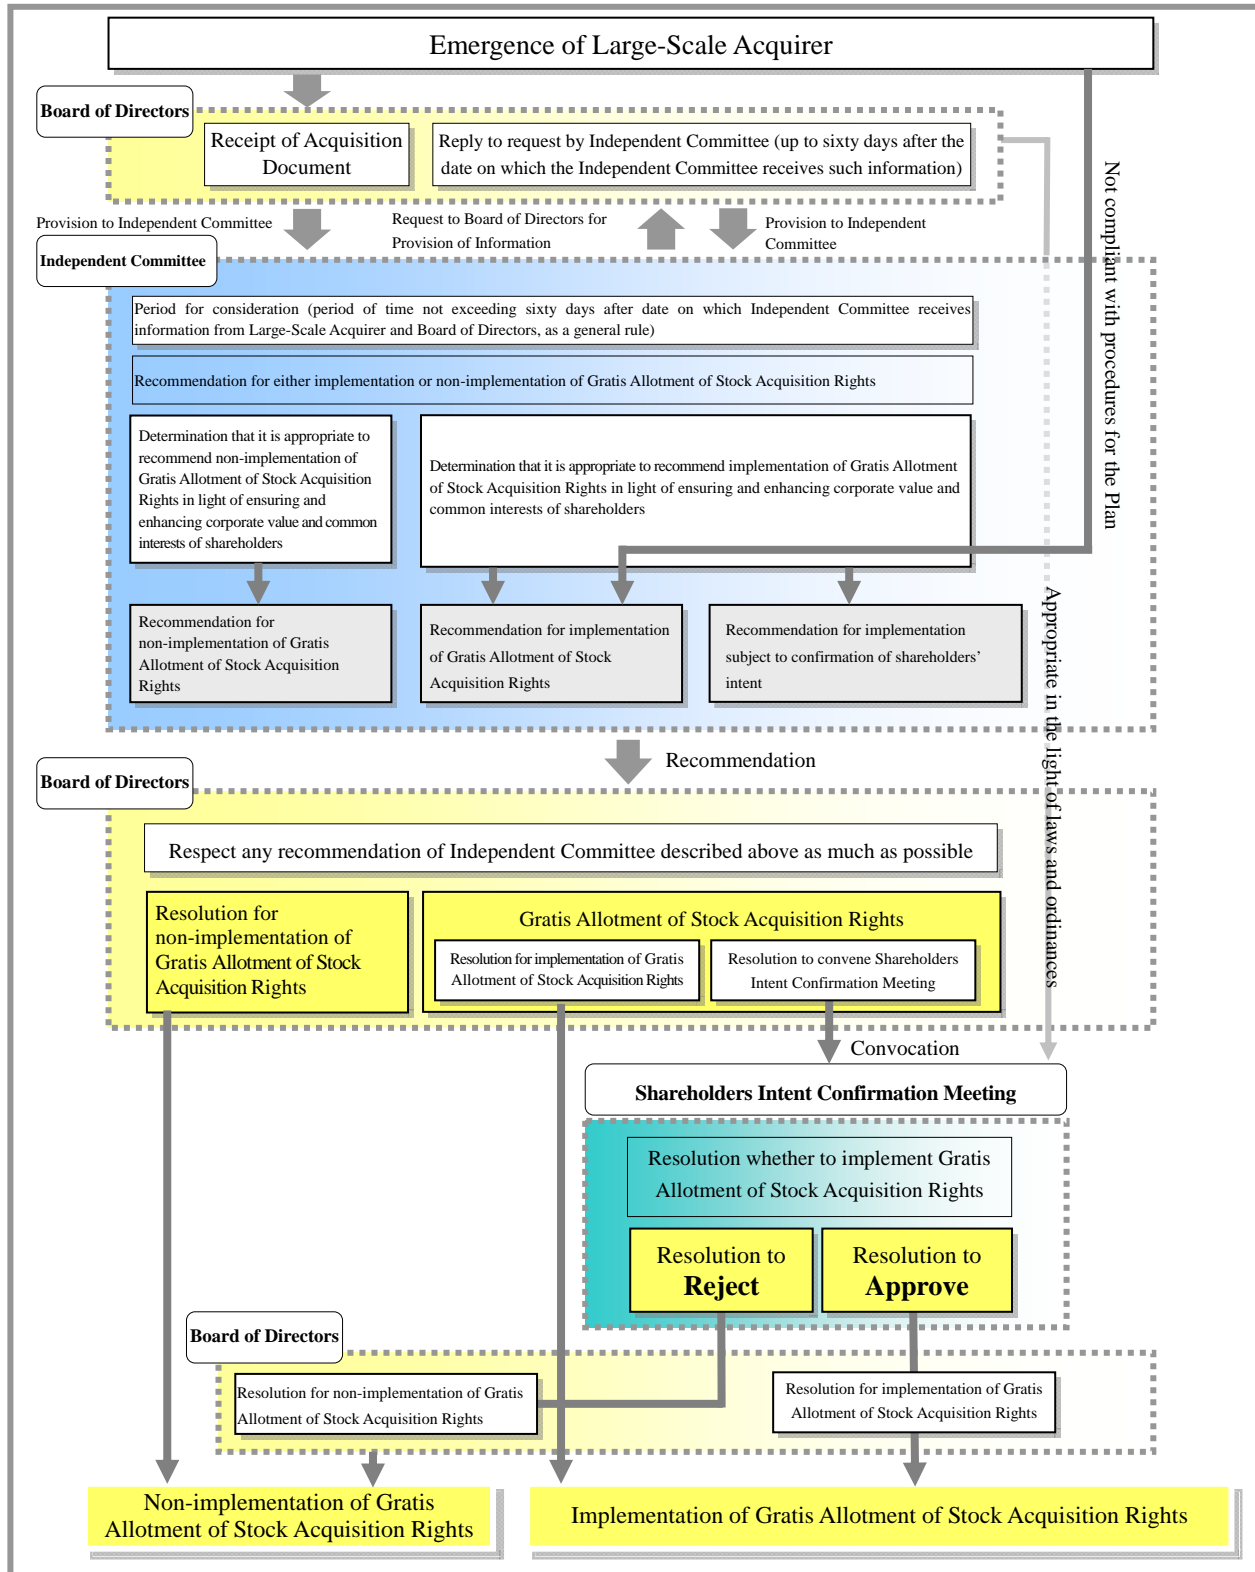 Emergence of Large-Scale Acquirer
Board of Directors
Receipt of Acquisition
Document
Reply to request by Independent Committee (up to sixty days after the
date on which the Independent Committee receives such information)
Provision to Independent Committee
Request to Board of Directors for
Provision of Information
Provision to Independent
Committee
Not compliant with procedures for the Plan
Independent Committee
Period for consideration (period of time not exceeding sixty days after date on which Independent Committee receives
information from Large-Scale Acquirer and Board of Directors, as a general rule)
Recommendation for either implementation or non-implementation of Gratis Allotment of Stock Acquisition Rights
Determination that it is appropriate to
recommend non-implementation of
Gratis Allotment of Stock Acquisition
Rights in light of ensuring and
enhancing corporate value and common
interests of shareholders
Determination that it is appropriate to recommend implementation of Gratis Allotment
of Stock Acquisition Rights in light of ensuring and enhancing corporate value and
common interests of shareholders
Recommendation for
non-implementation of Gratis
Allotment of Stock Acquisition
Rights
Recommendation for implementation
of Gratis Allotment of Stock
Acquisition Rights
Recommendation for implementation
subject to confirmation of shareholders'
intent
Appropriate in the light of laws and ordinances
Recommendation
Board of Directors
Respect any recommendation of Independent Committee described above as much as possible
Resolution for
non-implementation of
Gratis Allotment of Stock
Acquisition Rights
Gratis Allotment of Stock Acquisition Rights
Resolution for implementation of Gratis
Allotment of Stock Acquisition Rights
Resolution to convene Shareholders
Intent Confirmation Meeting
Convocation
Shareholders Intent Confirmation Meeting
Resolution whether to implement Gratis
Allotment of Stock Acquisition Rights
Resolution to
Reject
Resolution to
Approve
Board of Directors
Resolution for non-implementation of Gratis
Allotment of Stock Acquisition Rights
Resolution for implementation of Gratis
Allotment of Stock Acquisition Rights
Non-implementation of Gratis
Allotment of Stock Acquisition Rights
Implementation of Gratis Allotment of Stock Acquisition Rights